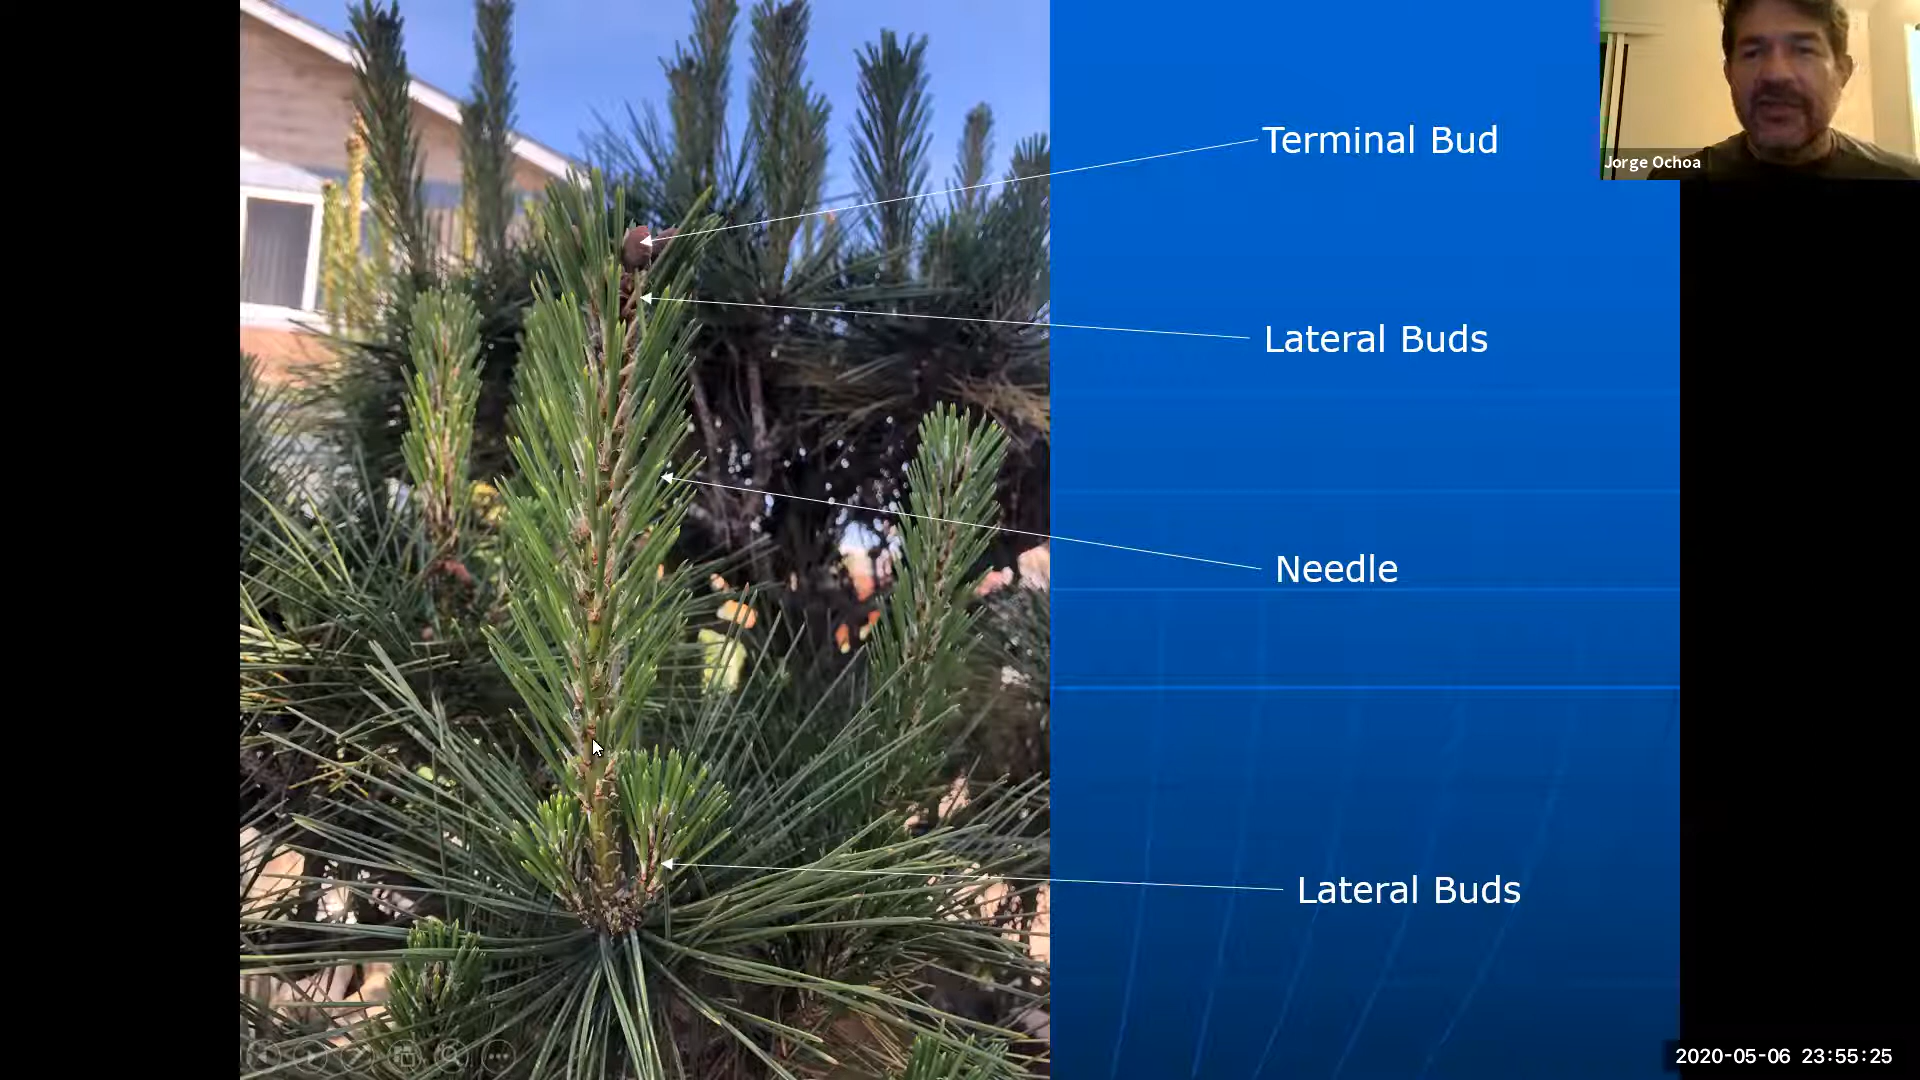 Terminal Bud
Jorge Ochoa
Lateral Buds
Needle
Lateral Buds
2020-05-06 23:55:25